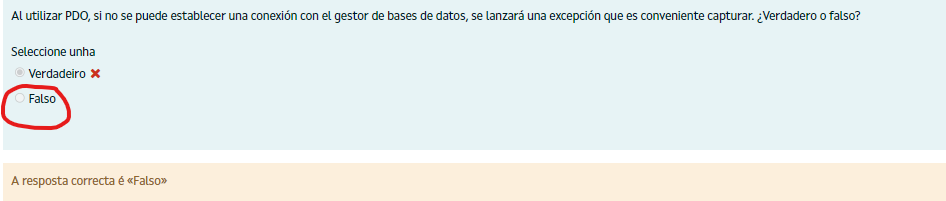 Al utilizar PDO, si no se puede establecer una conexión con el gestor de bases de datos, se lanzará una excepción que es conveniente capturar. ¿Verdadero o falso?
Seleccione unha
Verdadeiro
Falso
A resposta correcta é «Falso»